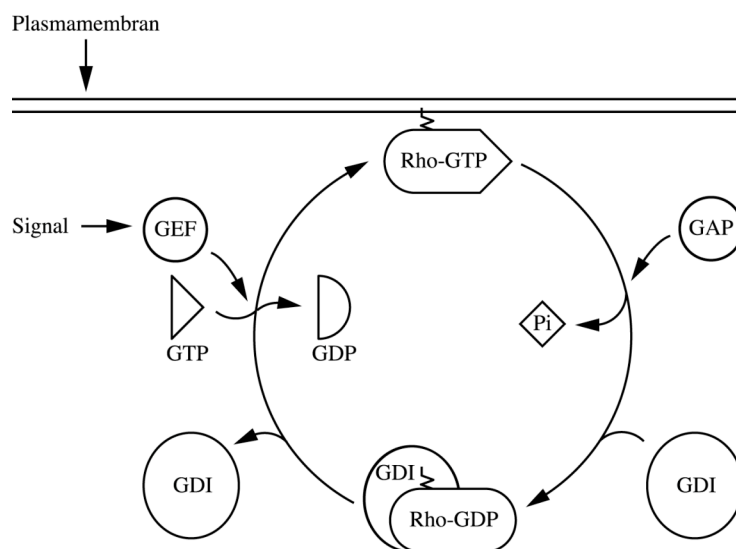 Plasmamembran
Rho-GTP
Signal
GEF
GAP
GTP
GDP
Pi
GDI
GDI
GDI
Rho-GDP